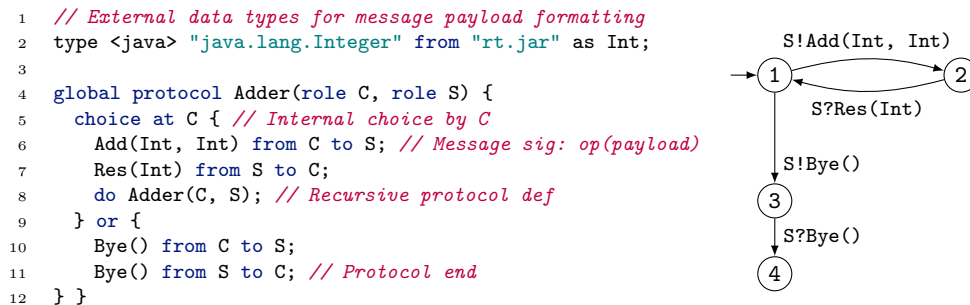 1 // External data types for message payload formatting
2 type <java> "java.lang.Integer" from "rt.jar" as Int;
3
4 global protocol Adder(role C, role S) {
5 choice at C { // Internal choice by C
6 Add(Int, Int) from C to S; // Message sig: op(payload)
7 Res(Int) from S to C;
8 do Adder(C, S); // Recursive protocol def
9 } or {
10 Bye() from C to S;
11 Bye() from S to C; // Protocol end
12 } }
S!Add(Int, Int)
1
2
S?Res(Int)
S!Bye()
3
S?Bye()
4